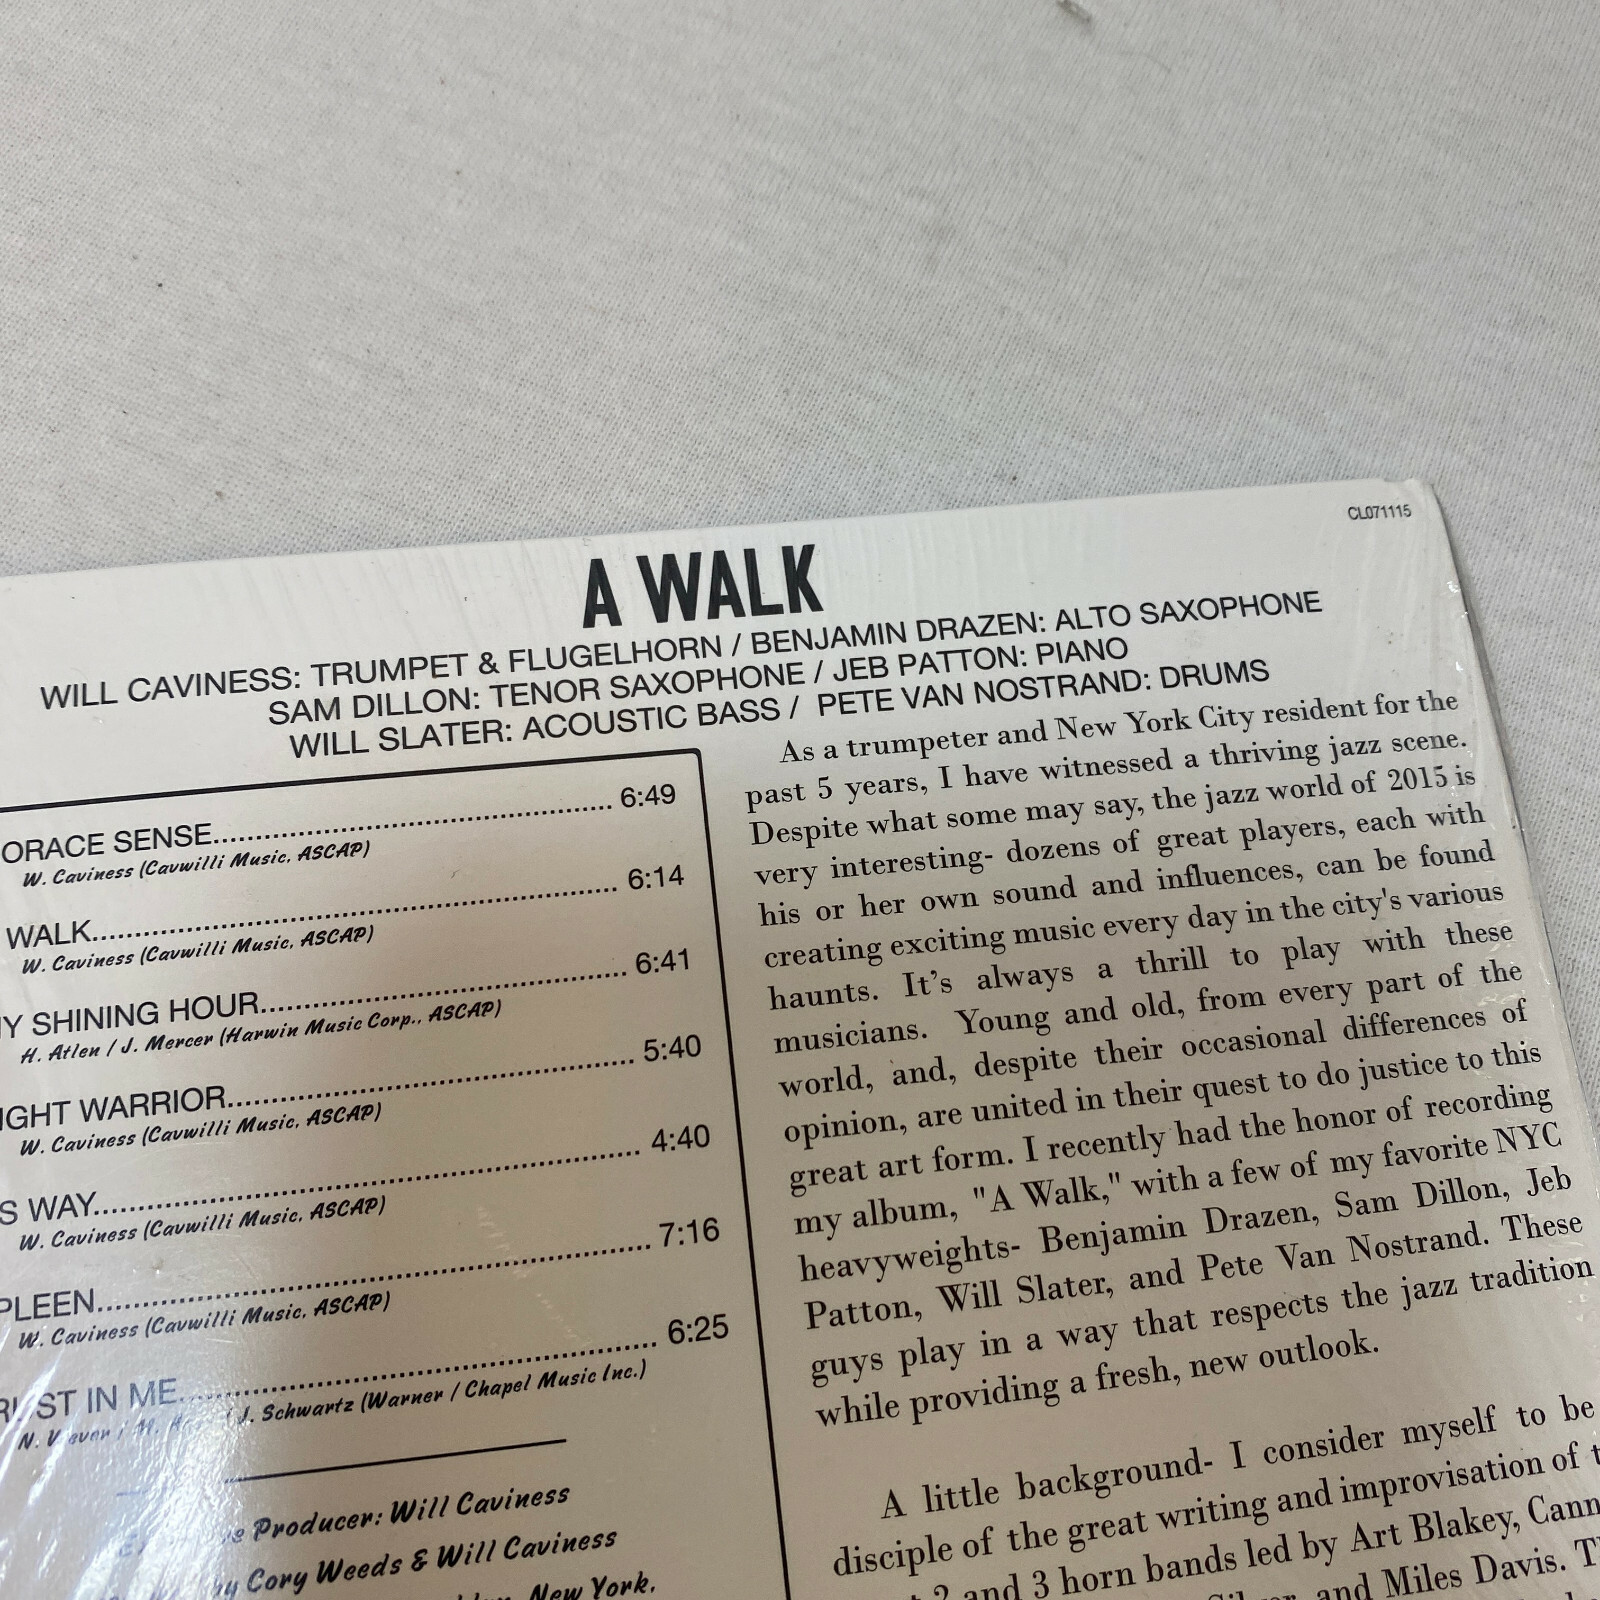 CL071115
A WALK
WILL CAVINESS: TRUMPET & FLUGELHORN / BENJAMIN DRAZEN: ALTO SAXOPHONE
SAM DILLON: TENOR SAXOPHONE / JEB PATTON: PIANO
WILL SLATER: ACOUSTIC BASS / PETE VAN NOSTRAND: DRUMS
ORACE SENSE.................................................. 6:49
W. Caviness (Cavwilli Music, ASCAP)
WALK.................................................. 6:14
W. Caviness (Cavwilli Music, ASCAP)
Y SHINING HOUR.................................................. 6:41
H. Atlen / J. Mercer (Harwin Music Corp., ASCAP)
IGHT WARRIOR.................................................. 5:40
W. Caviness (Cavwilli Music, ASCAP)
S WAY.................................................. 4:40
W. Caviness (Cavwilli Music, ASCAP)
PLEEN.................................................. 7:16
W. Caviness (Cavwilli Music, ASCAP)
RUST IN ME.................................................. 6:25
N. J. Schwartz (Warner / Chapel Music Inc.)
Producer: Will Caviness
by Cory Weeds & Will Caviness
New York.
As a trumpeter and New York City resident for the
past 5 years, I have witnessed a thriving jazz scene.
Despite what some may say, the jazz world of 2015 is
very interesting- dozens of great players, each with
his or her own sound and influences, can be found
creating exciting music every day in the city's various
haunts. It's always a thrill to play with these
musicians. Young and old, from every part of the
world, and, despite their occasional differences of
opinion, are united in their quest to do justice to this
great art form. I recently had the honor of recording
my album, "A Walk," with a few of my favorite NYC
heavyweights- Benjamin Drazen, Sam Dillon, Jeb
Patton, Will Slater, and Pete Van Nostrand. These
guys play in a way that respects the jazz tradition
while providing a fresh, new outlook.
A little background- I consider myself to be
disciple of the great writing and improvisation of
2 and 3 horn bands led by Art Blakey, Cann
Silver, and Miles Davis.